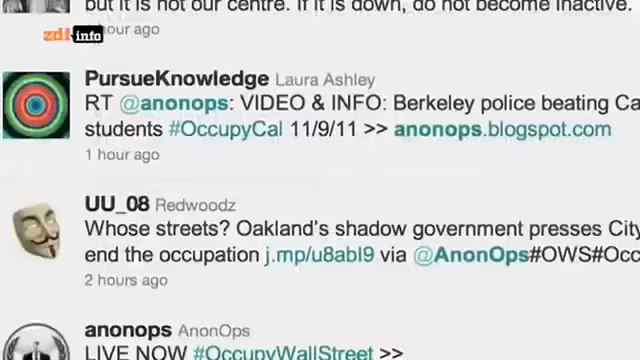 but it is not our centre. If it is down, do not become inactive.
zdf.info
hour ago
PursueKnowledge Laura Ashley
RT @anonops: VIDEO & INFO: Berkeley police beating Ca
students #OccupyCal 11/9/11 >> anonops.blogspot.com
1 hour ago
UU_08 Redwoodz
Whose streets? Oakland's shadow government presses City
end the occupation j.mp/u8abI9 via @AnonOps#OWS#Occ
2 hours ago
anonops AnonOps
LIVE NOW #OccupyWallStreet >>